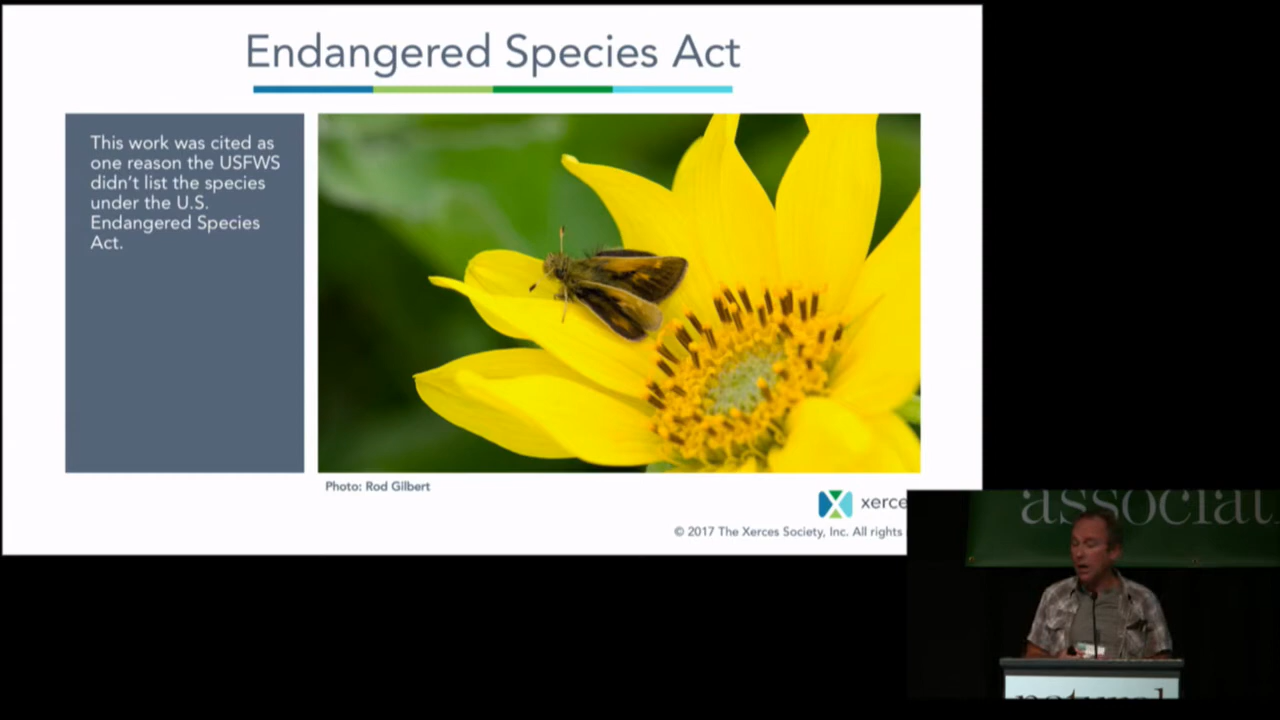 Endangered Species Act
This work was cited as
one reason the USFWS
didn't list the species
under the U.S.
Endangered Species
Act.
Photo: Rod Gilbert
xerce
© 2017 The Xerces Society, Inc. All rights
associat
natural